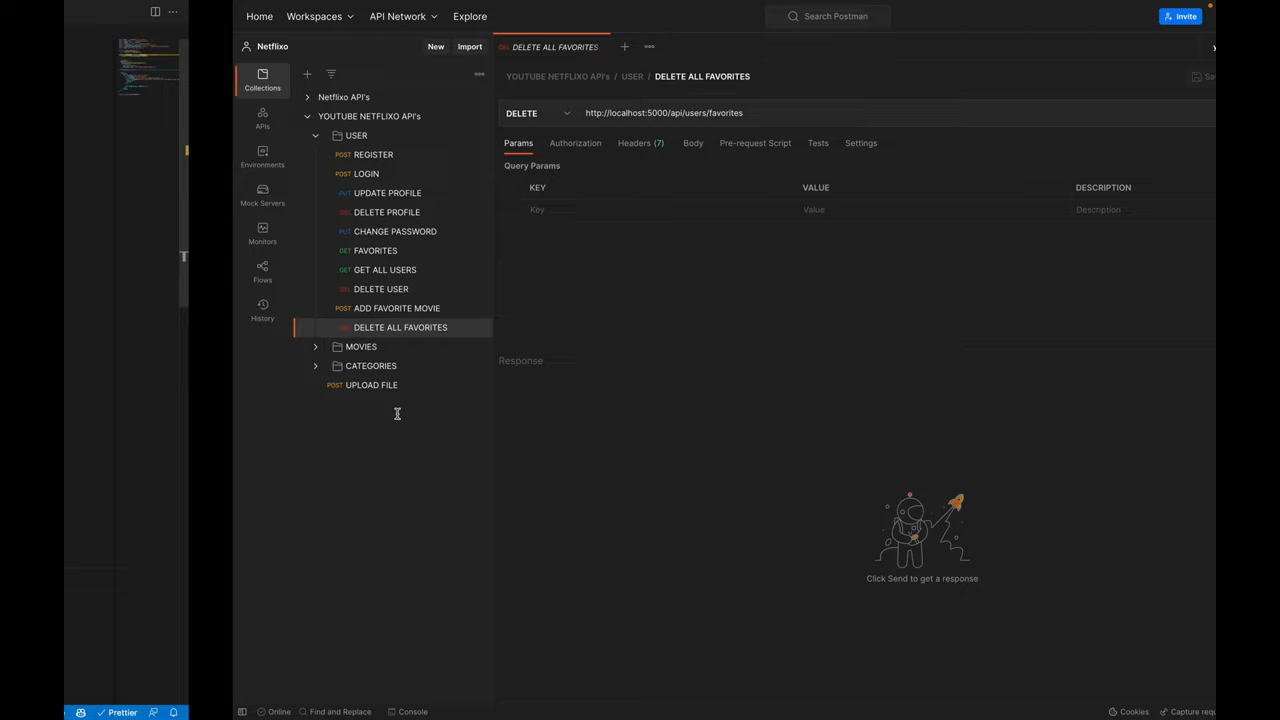 Home Workspaces API Network Explore Search Postman Invite
Netflixo New Import
DEL DELETE ALL FAVORITES
YOUTUBE NETFLIXO API's / USER / DELETE ALL FAVORITES
Collections
APIs
Environments
Mock Servers
Monitors
Flows
History
Netflixo API's
YOUTUBE NETFLIXO API's
USER
POST REGISTER
POST LOGIN
PUT UPDATE PROFILE
DEL DELETE PROFILE
PUT CHANGE PASSWORD
GET FAVORITES
GET GET ALL USERS
DEL DELETE USER
POST ADD FAVORITE MOVIE
DEL DELETE ALL FAVORITES
MOVIES
CATEGORIES
POST UPLOAD FILE
DELETE http://localhost:5000/api/users/favorites
Params Authorization Headers (7) Body Pre-request Script Tests Settings
Query Params
KEY VALUE DESCRIPTION
Key Value Description
Response
Click Send to get a response
Prettier
Online Find and Replace Console Cookies Capture requ